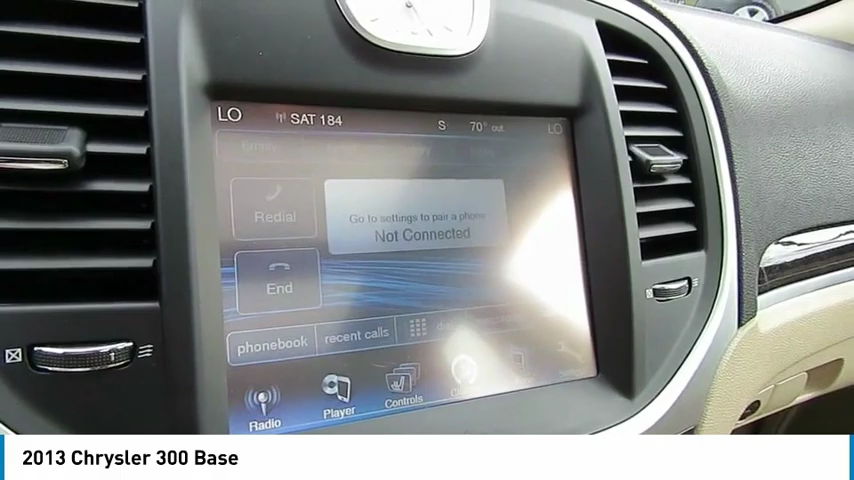 LO SAT 184 S 70° out LO
Redial
Go to settings to pair a phone
Not Connected
End
phonebook recent calls
Radio Player Controls
2013 Chrysler 300 Base